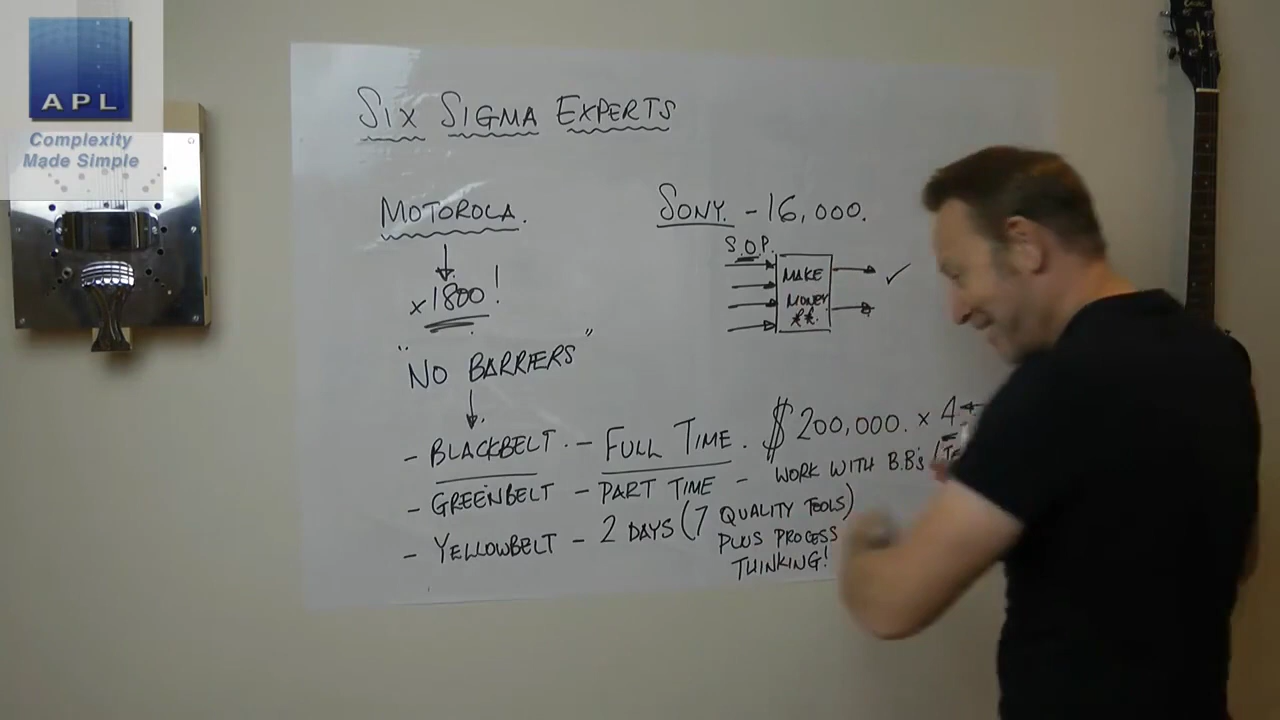 APL
Complexity
Made Simple
SIX SIGMA EXPERTS
MOTOROLA.
x1800!
"NO BARRIERS"
SONY. - 16,000.
S.O.P.
MAKE
MONEY
**.
- BLACKBELT. - FULL TIME. $200,000. x 4
- GREENBELT - PART TIME - WORK WITH B.B's
- YELLOWBELT - 2 DAYS (7 QUALITY TOOLS)
PLUS PROCESS
THINKING!